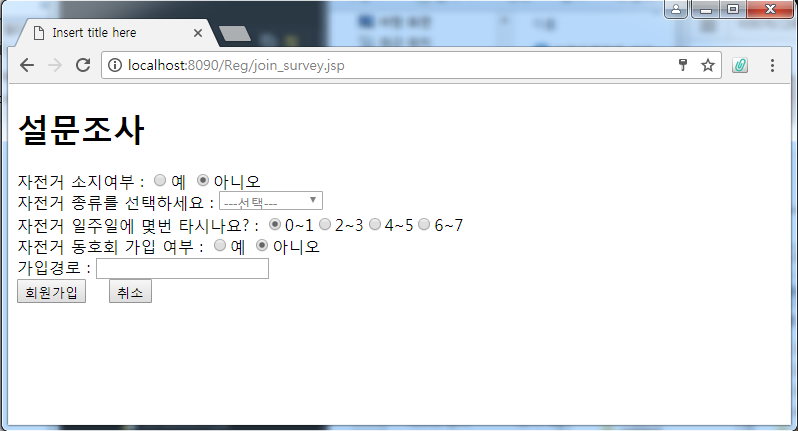 Insert title here
localhost:8090/Reg/join_survey.jsp
설문조사
자전거 소지여부 : 예 아니오
자전거 종류를 선택하세요 : ---선택---
자전거 일주일에 몇번 타시나요? : 0~1 2~3 4~5 6~7
자전거 동호회 가입 여부 : 예 아니오
가입경로 :
회원가입 취소